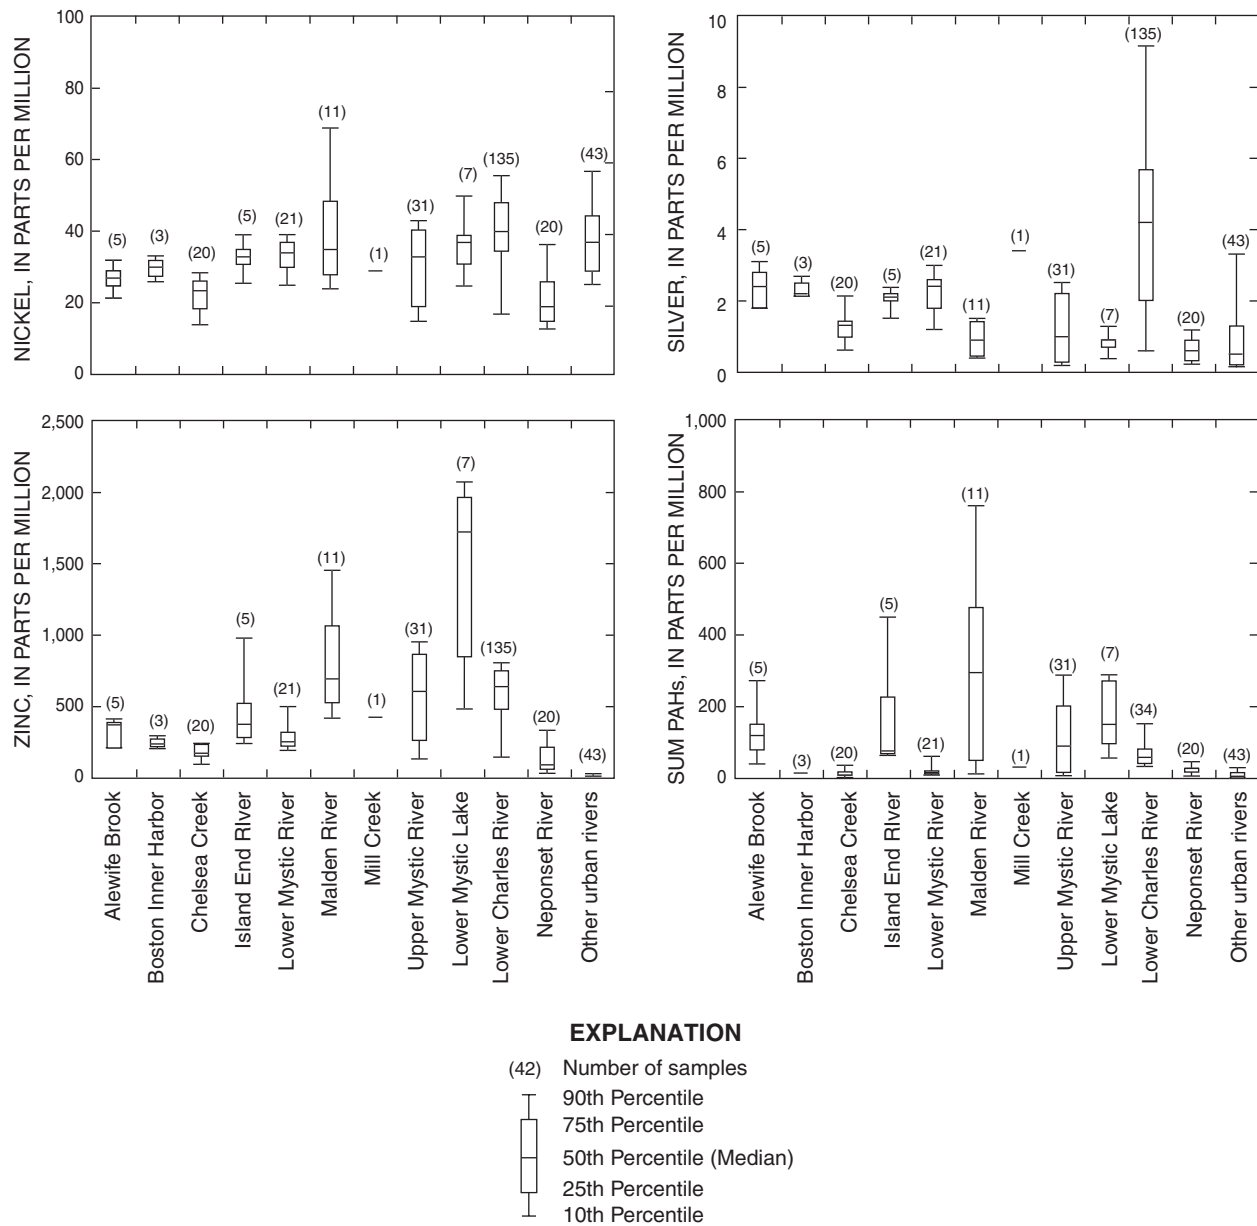 NICKEL, IN PARTS PER MILLION
100
80
60
40
20
0
(5)
(3)
(20)
(5)
(21)
(11)
(1)
(31)
(7)
(135)
(20)
(43)
SILVER, IN PARTS PER MILLION
10
8
6
4
2
0
(5)
(3)
(20)
(5)
(21)
(11)
(1)
(31)
(7)
(135)
(20)
(43)
ZINC, IN PARTS PER MILLION
2,500
2,000
1,500
1,000
500
0
(5)
(3)
(20)
(5)
(21)
(11)
(1)
(31)
(7)
(135)
(20)
(43)
Alewife Brook
Boston Inner Harbor
Chelsea Creek
Island End River
Lower Mystic River
Malden River
Mill Creek
Upper Mystic River
Lower Mystic Lake
Lower Charles River
Neponset River
Other urban rivers
SUM PAHs, IN PARTS PER MILLION
1,000
800
600
400
200
0
(5)
(3)
(20)
(5)
(21)
(11)
(1)
(31)
(7)
(34)
(20)
(43)
Alewife Brook
Boston Inner Harbor
Chelsea Creek
Island End River
Lower Mystic River
Malden River
Mill Creek
Upper Mystic River
Lower Mystic Lake
Lower Charles River
Neponset River
Other urban rivers
EXPLANATION
(42) Number of samples
90th Percentile
75th Percentile
50th Percentile (Median)
25th Percentile
10th Percentile